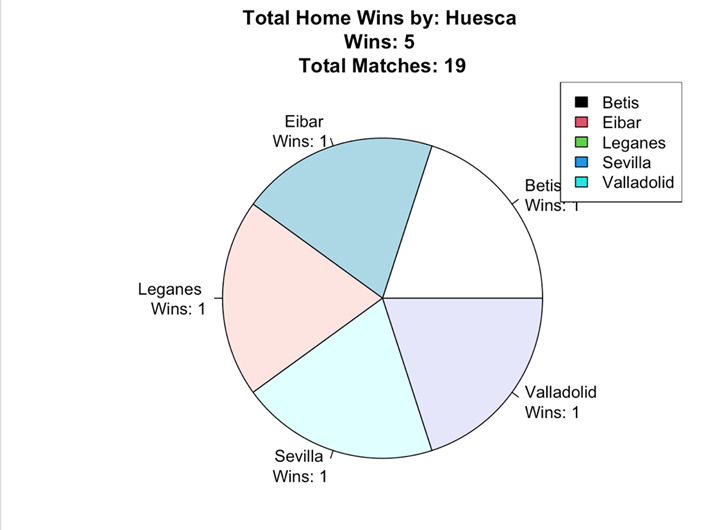 Total Home Wins by: Huesca
Wins: 5
Total Matches: 19
Betis
Eibar
Leganes
Sevilla
Valladolid
Eibar
Wins: 1
Betis
Wins: 1
Leganes
Wins: 1
Valladolid
Wins: 1
Sevilla
Wins: 1